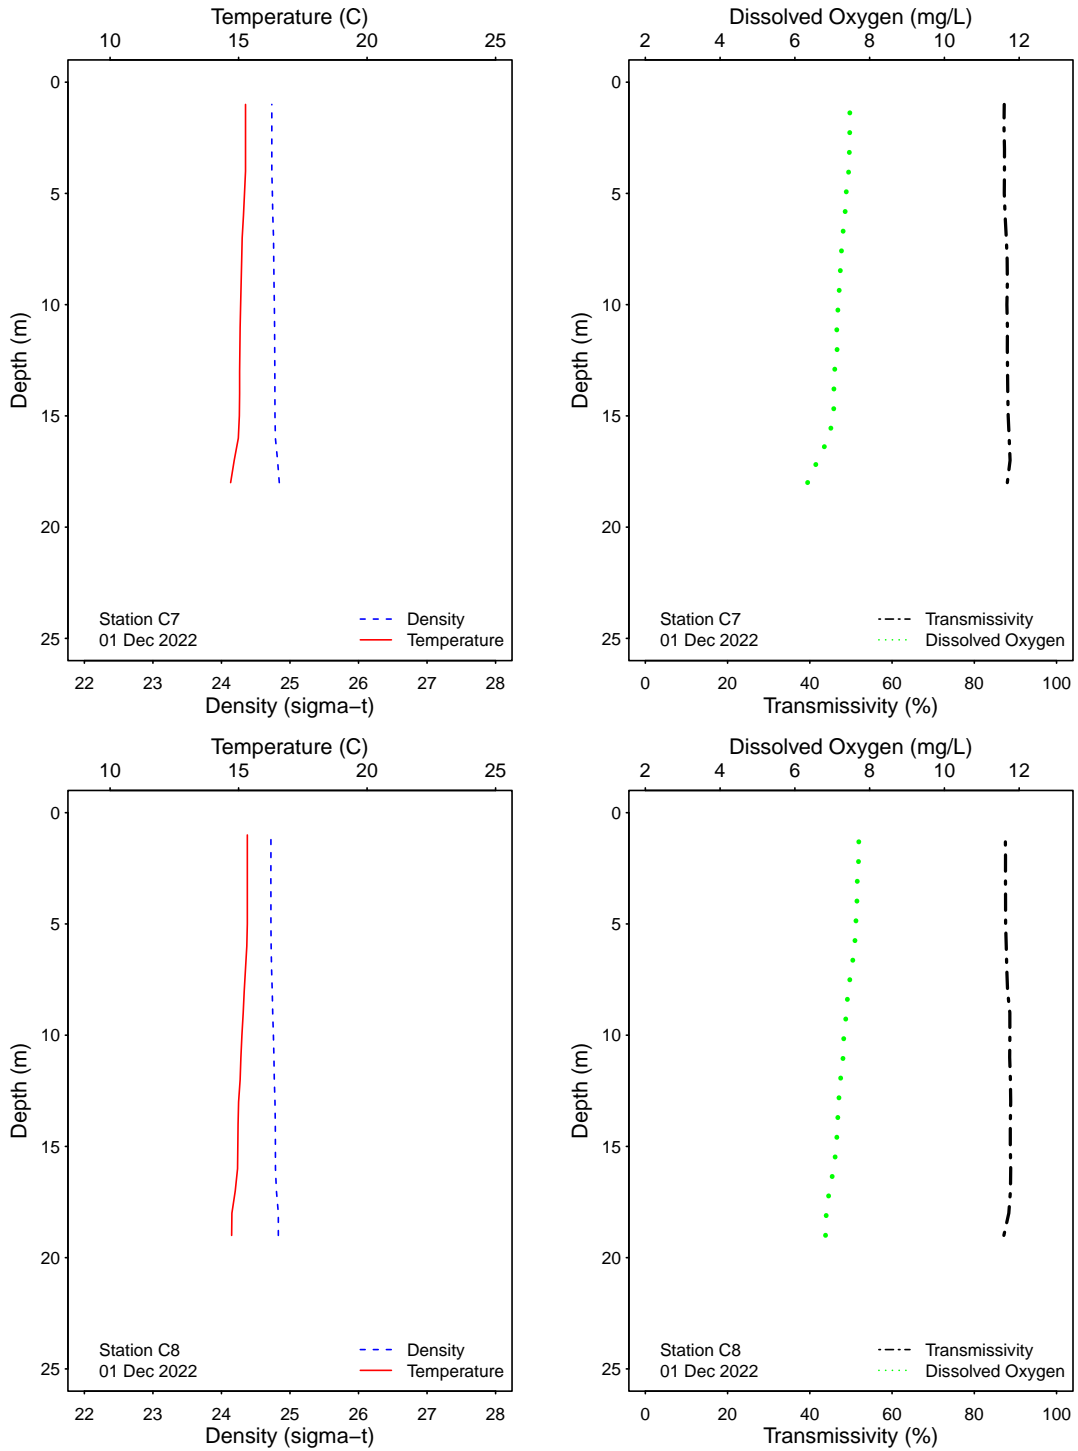 Temperature (C)
10 15 20 25
0
5
10
15
20
25
Depth (m)
Station C7
01 Dec 2022
Density
Temperature
22 23 24 25 26 27 28
Density (sigma−t)
Dissolved Oxygen (mg/L)
2 4 6 8 10 12
0
5
10
15
20
25
Depth (m)
Station C7
01 Dec 2022
Transmissivity
Dissolved Oxygen
0 20 40 60 80 100
Transmissivity (%)
Temperature (C)
10 15 20 25
0
5
10
15
20
25
Depth (m)
Station C8
01 Dec 2022
Density
Temperature
22 23 24 25 26 27 28
Density (sigma−t)
Dissolved Oxygen (mg/L)
2 4 6 8 10 12
0
5
10
15
20
25
Depth (m)
Station C8
01 Dec 2022
Transmissivity
Dissolved Oxygen
0 20 40 60 80 100
Transmissivity (%)